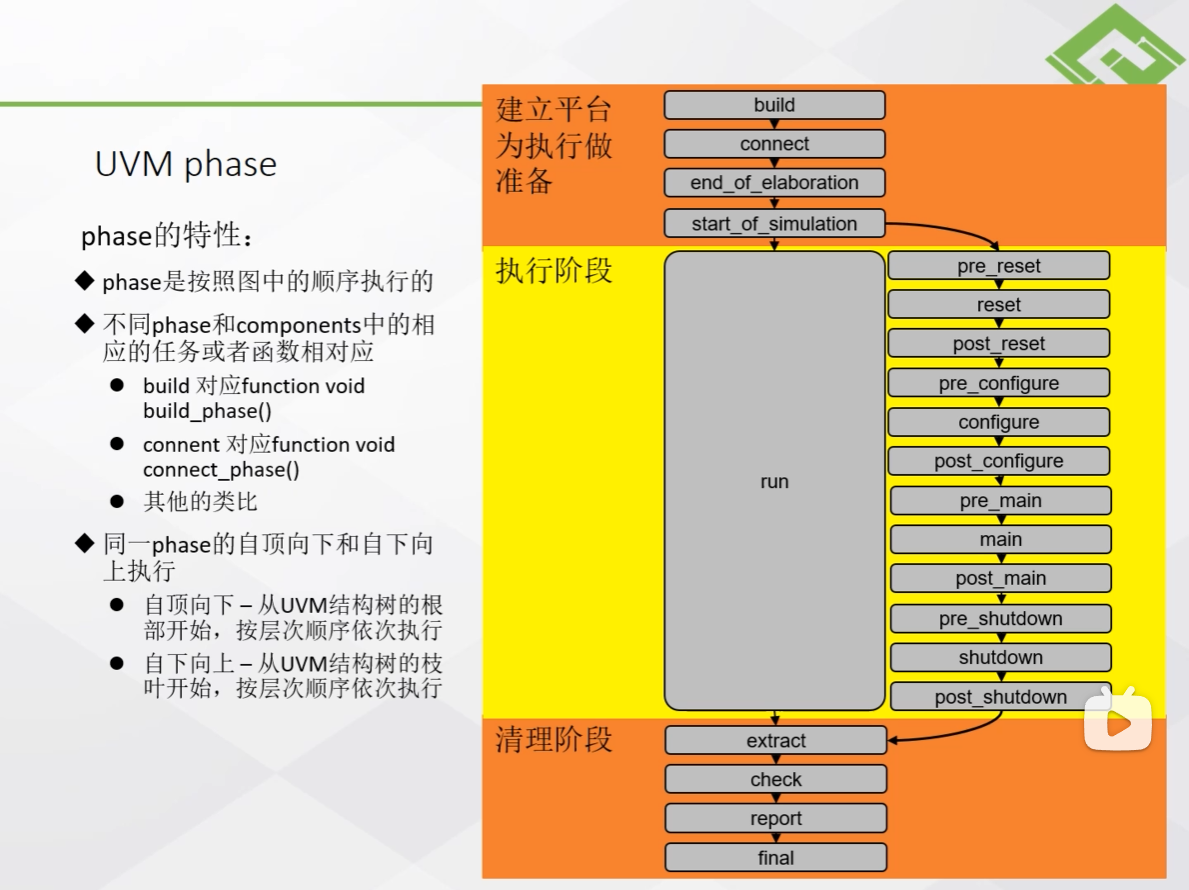 UVM phase
phase的特性：
phase是按照图中的顺序执行的
不同phase和components中的相
应的任务或者函数相对应
build 对应function void
build_phase()
connent 对应function void
connect_phase()
其他的类比
同一phase的自顶向下和自下向
上执行
自顶向下 – 从UVM结构树的根
部开始，按层次顺序依次执行
自下向上 – 从UVM结构树的枝
叶开始，按层次顺序依次执行
建立平台
为执行做
准备
build
connect
end_of_elaboration
start_of_simulation
执行阶段
run
pre_reset
reset
post_reset
pre_configure
configure
post_configure
pre_main
main
post_main
pre_shutdown
shutdown
post_shutdown
清理阶段
extract
check
report
final